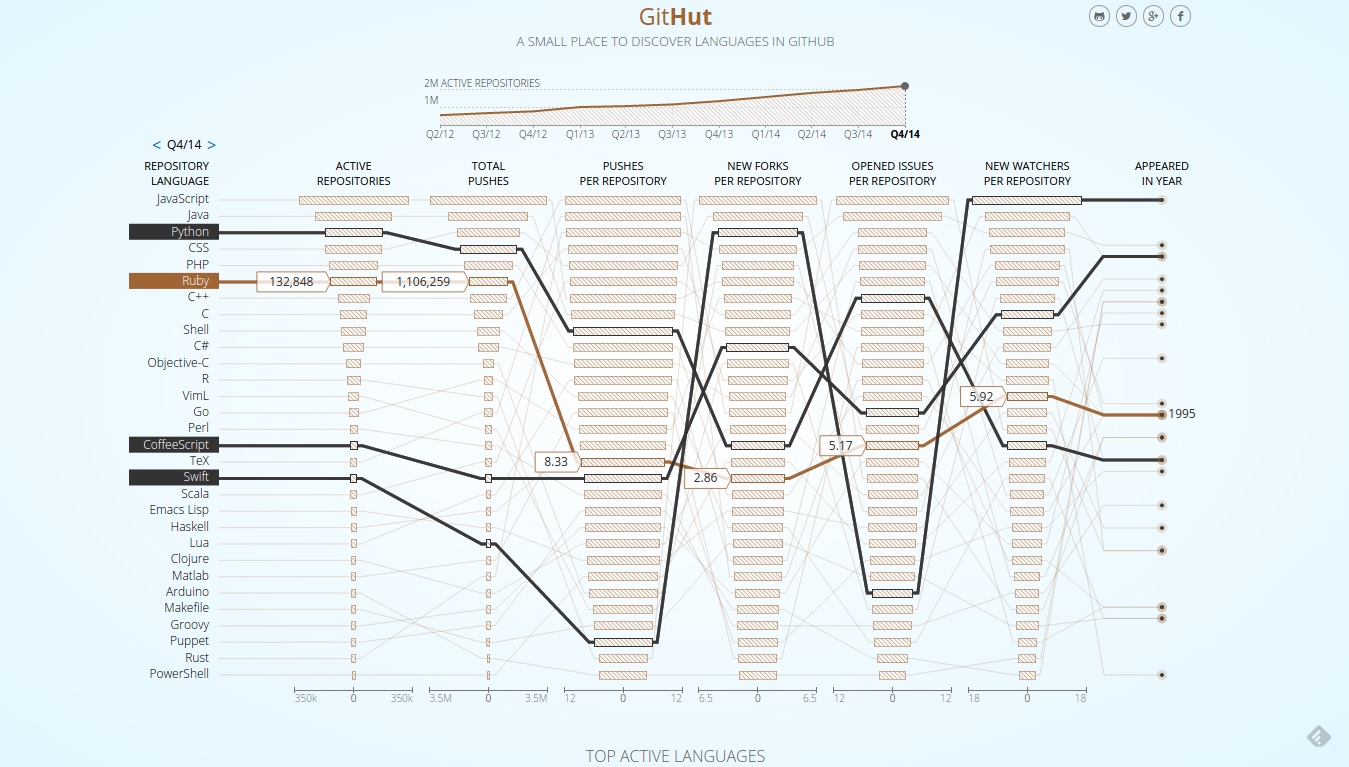 GitHut
A SMALL PLACE TO DISCOVER LANGUAGES IN GITHUB
2M ACTIVE REPOSITORIES
1M
Q2/12 Q3/12 Q4/12 Q1/13 Q2/13 Q3/13 Q4/13 Q1/14 Q2/14 Q3/14 Q4/14
< Q4/14 >
REPOSITORY LANGUAGE
ACTIVE REPOSITORIES
TOTAL PUSHES
PUSHES PER REPOSITORY
NEW FORKS PER REPOSITORY
OPENED ISSUES PER REPOSITORY
NEW WATCHERS PER REPOSITORY
APPEARED IN YEAR
JavaScript
Java
Python
CSS
PHP
Ruby 132,848 1,106,259
C++
C
Shell
C#
Objective-C
R
VimL 5.92
Go 1995
Perl
CoffeeScript 5.17
TeX 8.33
Swift 2.86
Scala
Emacs Lisp
Haskell
Lua
Clojure
Matlab
Arduino
Makefile
Groovy
Puppet
Rust
PowerShell
350k 0 350k 3.5M 0 3.5M 12 0 12 6.5 0 6.5 12 0 12 18 0 18
TOP ACTIVE LANGUAGES